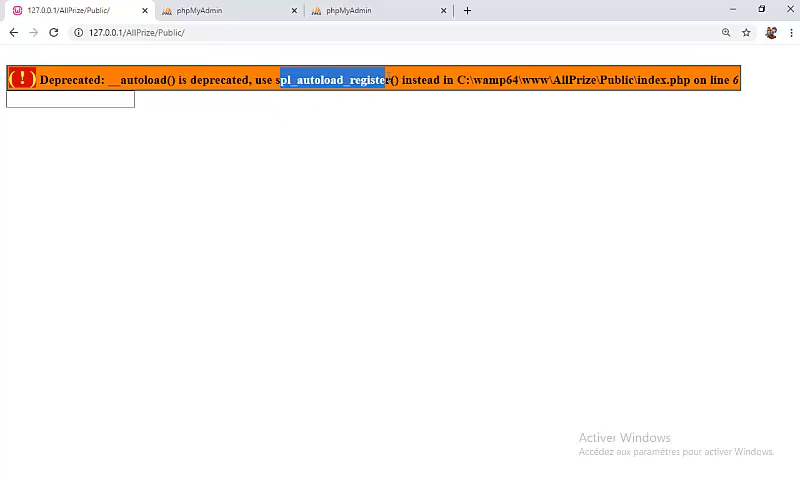 127.0.0.1/AllPrize/Public/
phpMyAdmin
phpMyAdmin
127.0.0.1/AllPrize/Public/
( ! ) Deprecated: __autoload() is deprecated, use spl_autoload_register() instead in C:\wamp64\www\AllPrize\Public\index.php on line 6
Activer Windows
Accédez aux paramètres pour activer Windows.